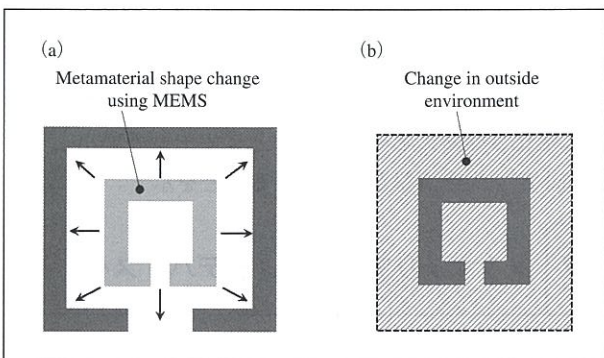 (a)
Metamaterial shape change
using MEMS
(b)
Change in outside
environment